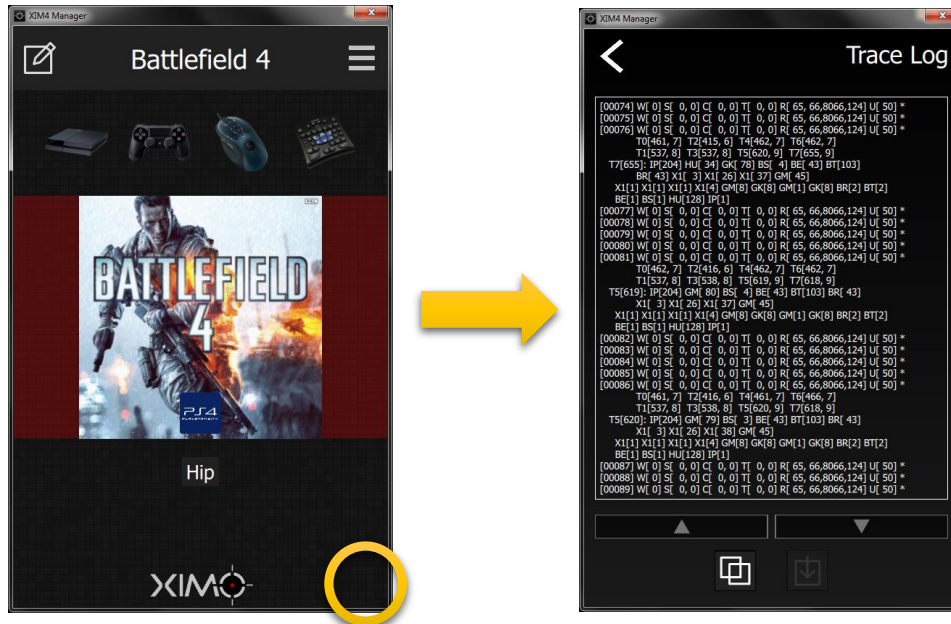 XIM4 Manager
Battlefield 4
BATTLEFIELD
4
PS4
Hip
XIM
XIM4 Manager
Trace Log
[00074] W[ 0] S[  0, 0] C[  0, 0] T[  0, 0] R[ 65, 66,8066,124] U[ 50] *
[00075] W[ 0] S[  0, 0] C[  0, 0] T[  0, 0] R[ 65, 66,8066,124] U[ 50] *
[00076] W[ 0] S[  0, 0] C[  0, 0] T[  0, 0] R[ 65, 66,8066,124] U[ 50] *
T0[461, 7]  T2[415, 6]  T4[462, 7]  T6[462, 7]
T1[537, 8]  T3[537, 8]  T5[620, 9]  T7[655, 9]
T7[655]: IP[204] HU[ 34] GK[ 78] BS[  4] BE[ 43] BT[103]
BR[ 43] X1[  3] X1[ 26] X1[ 37] GM[ 45]
X1[1] X1[1] X1[1] X1[4] GM[8] GK[8] GM[1] GK[8] BR[2] BT[2]
BE[1] BS[1] HU[128] IP[1]
[00077] W[ 0] S[  0, 0] C[  0, 0] T[  0, 0] R[ 65, 66,8066,124] U[ 50] *
[00078] W[ 0] S[  0, 0] C[  0, 0] T[  0, 0] R[ 65, 66,8066,124] U[ 50] *
[00079] W[ 0] S[  0, 0] C[  0, 0] T[  0, 0] R[ 65, 66,8066,124] U[ 50] *
[00080] W[ 0] S[  0, 0] C[  0, 0] T[  0, 0] R[ 65, 66,8066,124] U[ 50] *
[00081] W[ 0] S[  0, 0] C[  0, 0] T[  0, 0] R[ 65, 66,8066,124] U[ 50] *
T0[462, 7]  T2[416, 6]  T4[462, 7]  T6[462, 7]
T1[537, 8]  T3[538, 8]  T5[619, 9]  T7[618, 9]
T5[619]: IP[204] GM[ 80] BS[  4] BE[ 43] BT[103] BR[ 43]
X1[  3] X1[ 26] X1[ 37] GM[ 45]
X1[1] X1[1] X1[1] X1[4] GM[8] GK[8] GM[1] GK[8] BR[2] BT[2]
BE[1] BS[1] HU[128] IP[1]
[00082] W[ 0] S[  0, 0] C[  0, 0] T[  0, 0] R[ 65, 66,8066,124] U[ 50] *
[00083] W[ 0] S[  0, 0] C[  0, 0] T[  0, 0] R[ 65, 66,8066,124] U[ 50] *
[00084] W[ 0] S[  0, 0] C[  0, 0] T[  0, 0] R[ 65, 66,8066,124] U[ 50] *
[00085] W[ 0] S[  0, 0] C[  0, 0] T[  0, 0] R[ 65, 66,8066,124] U[ 50] *
[00086] W[ 0] S[  0, 0] C[  0, 0] T[  0, 0] R[ 65, 66,8066,124] U[ 50] *
T0[461, 7]  T2[416, 6]  T4[461, 7]  T6[466, 7]
T1[537, 8]  T3[538, 8]  T5[620, 9]  T7[618, 9]
T5[620]: IP[204] GM[ 79] BS[  3] BE[ 43] BT[103] BR[ 43]
X1[  3] X1[ 26] X1[ 38] GM[ 45]
X1[1] X1[1] X1[1] X1[4] GM[8] GK[8] GM[1] GK[8] BR[2] BT[2]
BE[1] BS[1] HU[128] IP[1]
[00087] W[ 0] S[  0, 0] C[  0, 0] T[  0, 0] R[ 65, 66,8066,124] U[ 50] *
[00088] W[ 0] S[  0, 0] C[  0, 0] T[  0, 0] R[ 65, 66,8066,124] U[ 50] *
[00089] W[ 0] S[  0, 0] C[  0, 0] T[  0, 0] R[ 65, 66,8066,124] U[ 50] *